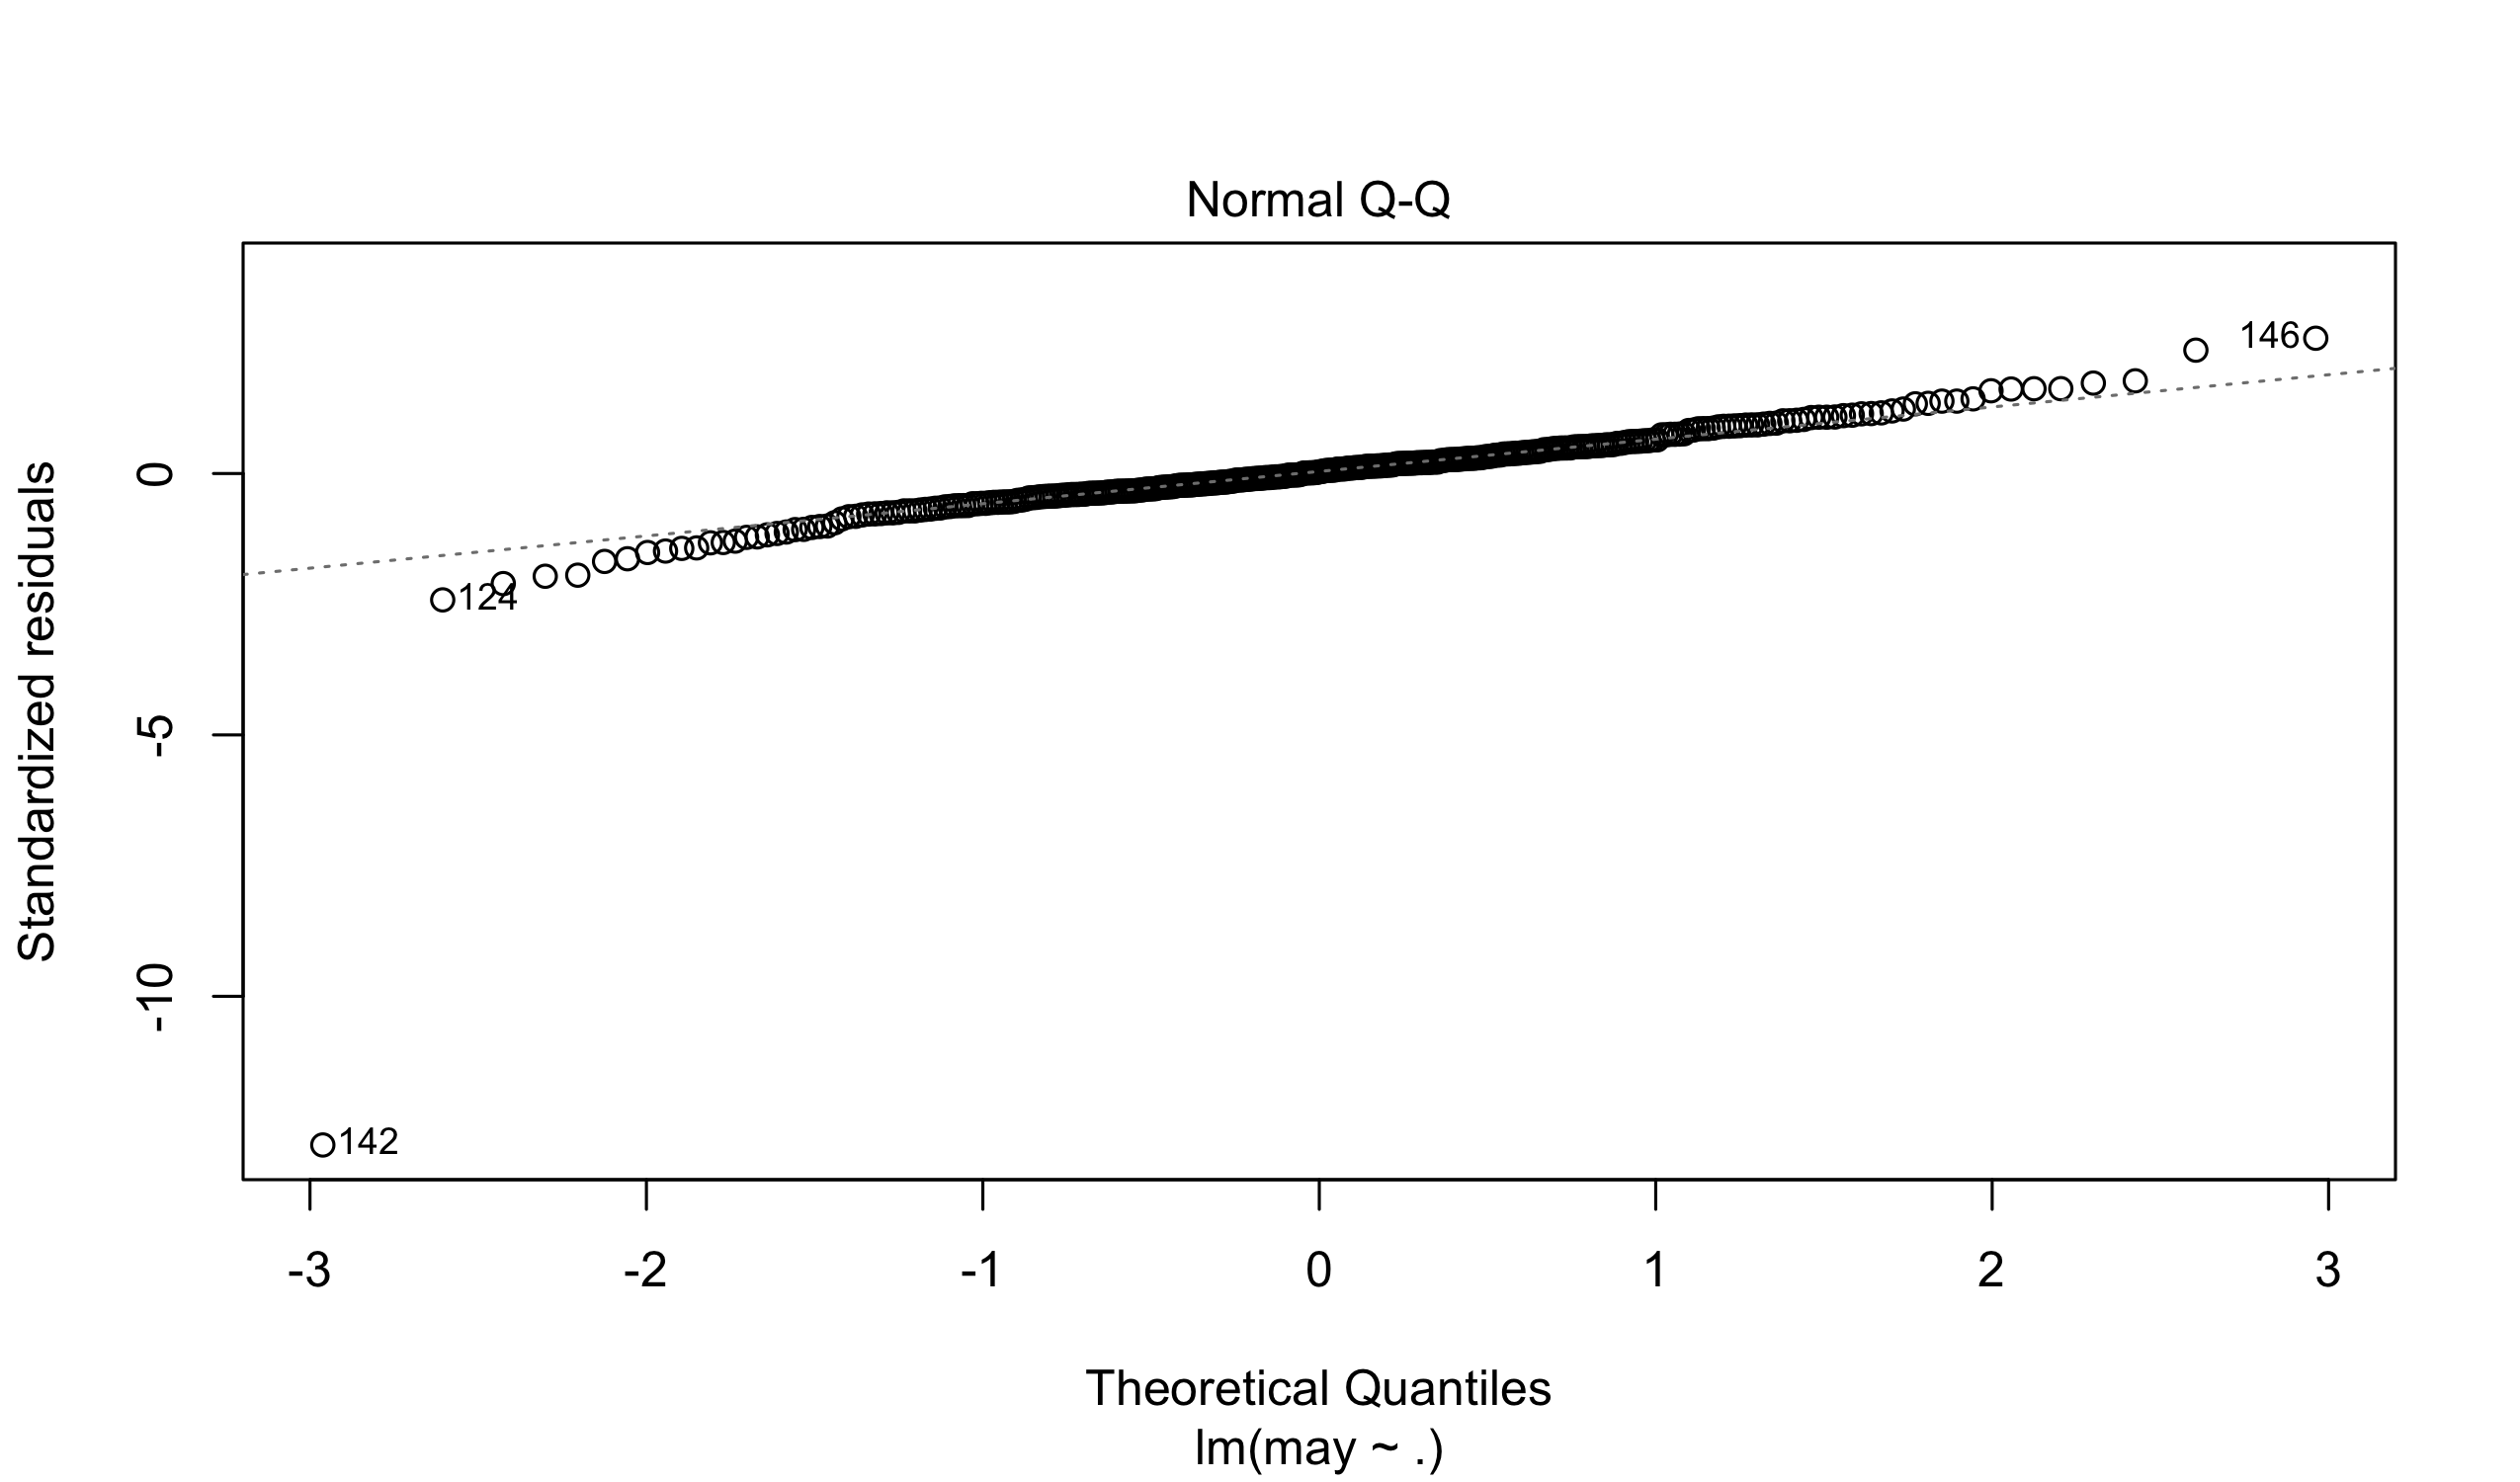 Normal Q-Q
Standardized residuals
0
-5
-10
146
124
142
-3 -2 -1 0 1 2 3
Theoretical Quantiles
lm(may ~ .)